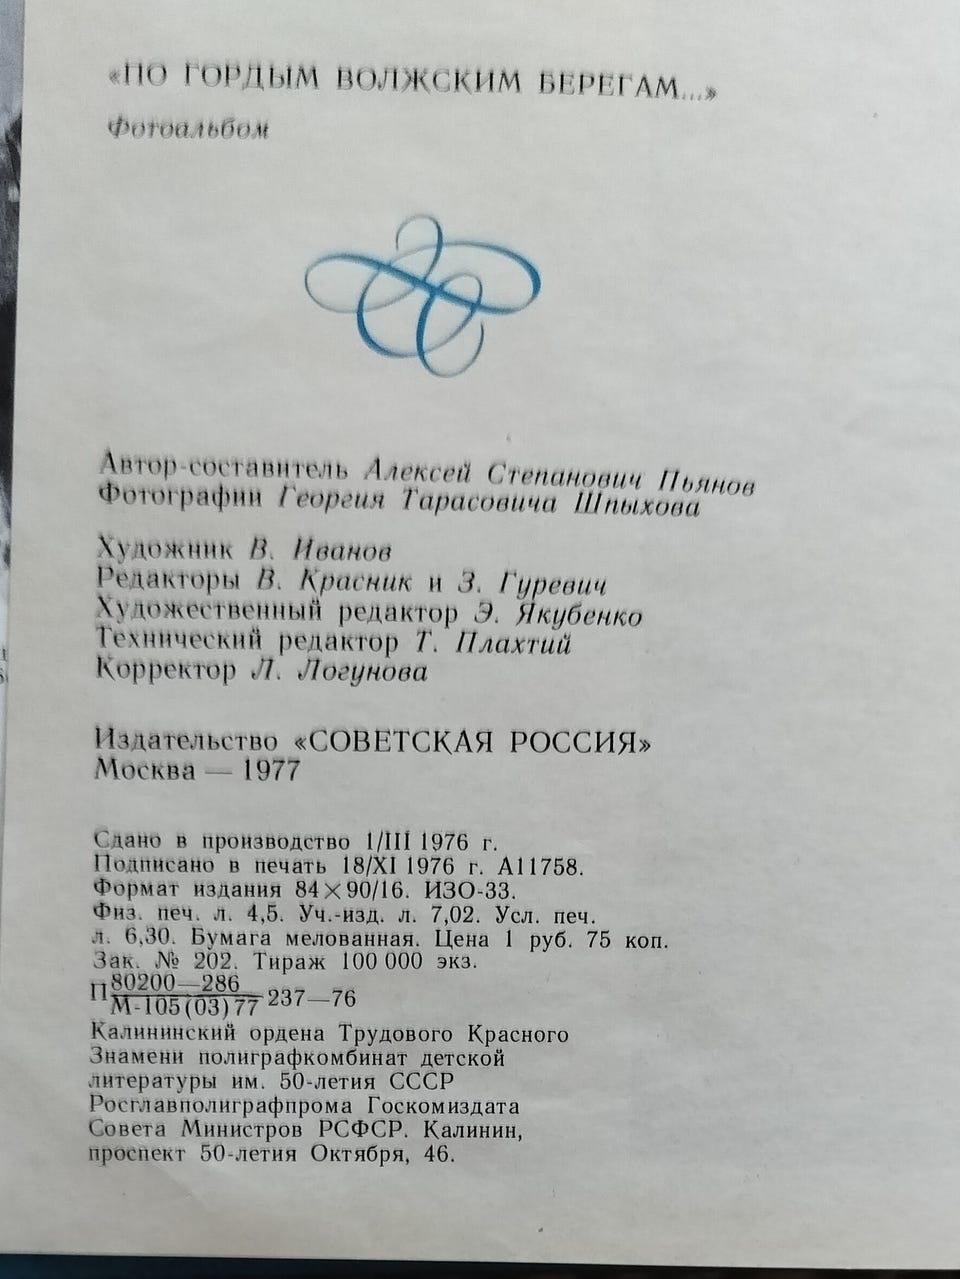 «ПО ГОРДЫМ ВОЛЖСКИМ БЕРЕГАМ...»
Фотоальбом
Автор-составитель Алексей Степанович Пьянов
Фотографии Георгия Тарасовича Шпыхова
Художник В. Иванов
Редакторы В. Красник и З. Гуревич
Художественный редактор Э. Якубенко
Технический редактор Т. Плахтий
Корректор Л. Логунова
Издательство «СОВЕТСКАЯ РОССИЯ»
Москва — 1977
Сдано в производство 1/III 1976 г.
Подписано в печать 18/XI 1976 г. А11758.
Формат издания 84×90/16. ИЗО-33.
Физ. печ. л. 4,5. Уч.-изд. л. 7,02. Усл. печ.
л. 6,30. Бумага мелованная. Цена 1 руб. 75 коп.
Зак. № 202. Тираж 100 000 экз.
80200—286
П 237—76
М-105(03)77
Калининский ордена Трудового Красного
Знамени полиграфкомбинат детской
литературы им. 50-летия СССР
Росглавполиграфпрома Госкомиздата
Совета Министров РСФСР. Калинин,
проспект 50-летия Октября, 46.